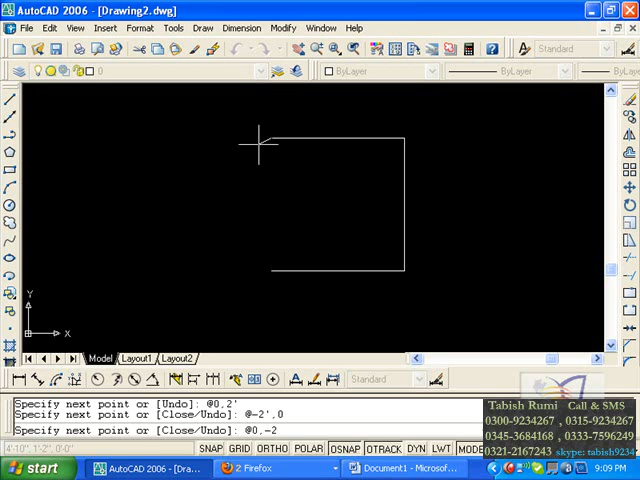 AutoCAD 2006 - [Drawing2.dwg]
File Edit View Insert Format Tools Draw Dimension Modify Window Help
Standard
0
ByLayer
ByLayer
ByLayer
Y
X
Model Layout1 Layout2
Standard
Specify next point or [Undo]: @0,2'
Specify next point or [Close/Undo]: @-2',0
Specify next point or [Close/Undo]: @0,-2
4'-10", 1'-2", 0'-0"
SNAP GRID ORTHO POLAR OSNAP OTRACK DYN LWT MODE
Tabish Rumi Call & SMS
0300-9234267 , 0315-9234267
0345-3684168 , 0333-7596249
0321-2167243 skype: tabish9234
start
AutoCAD 2006 - [Dra...
2 Firefox
Document1 - Microsof...
9:09 PM